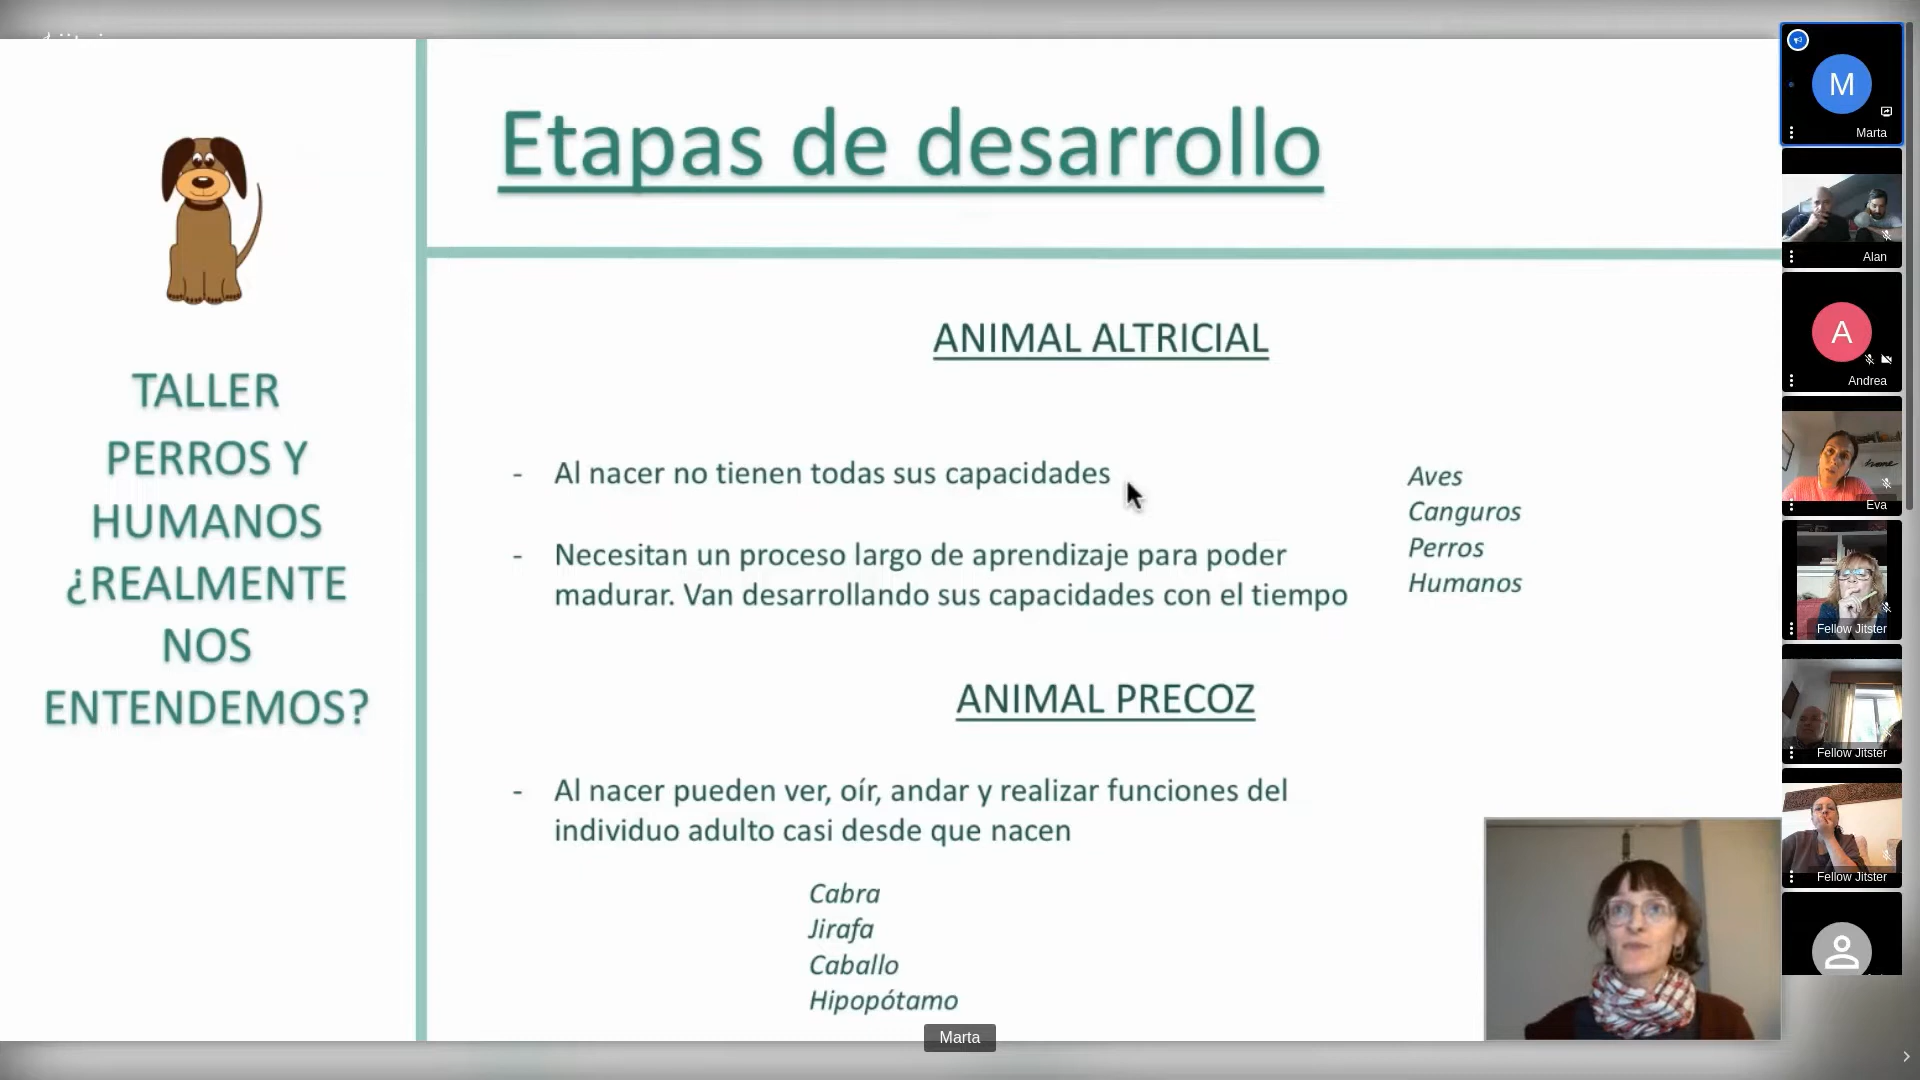 Etapas de desarrollo
TALLER
PERROS Y
HUMANOS
¿REALMENTE
NOS
ENTENDEMOS?
ANIMAL ALTRICIAL
- Al nacer no tienen todas sus capacidades
- Necesitan un proceso largo de aprendizaje para poder
madurar. Van desarrollando sus capacidades con el tiempo
Aves
Canguros
Perros
Humanos
ANIMAL PRECOZ
- Al nacer pueden ver, oír, andar y realizar funciones del
individuo adulto casi desde que nacen
Cabra
Jirafa
Caballo
Hipopótamo
Marta
M
Marta
Alan
A
Andrea
Eva
Fellow Jitster
Fellow Jitster
Fellow Jitster